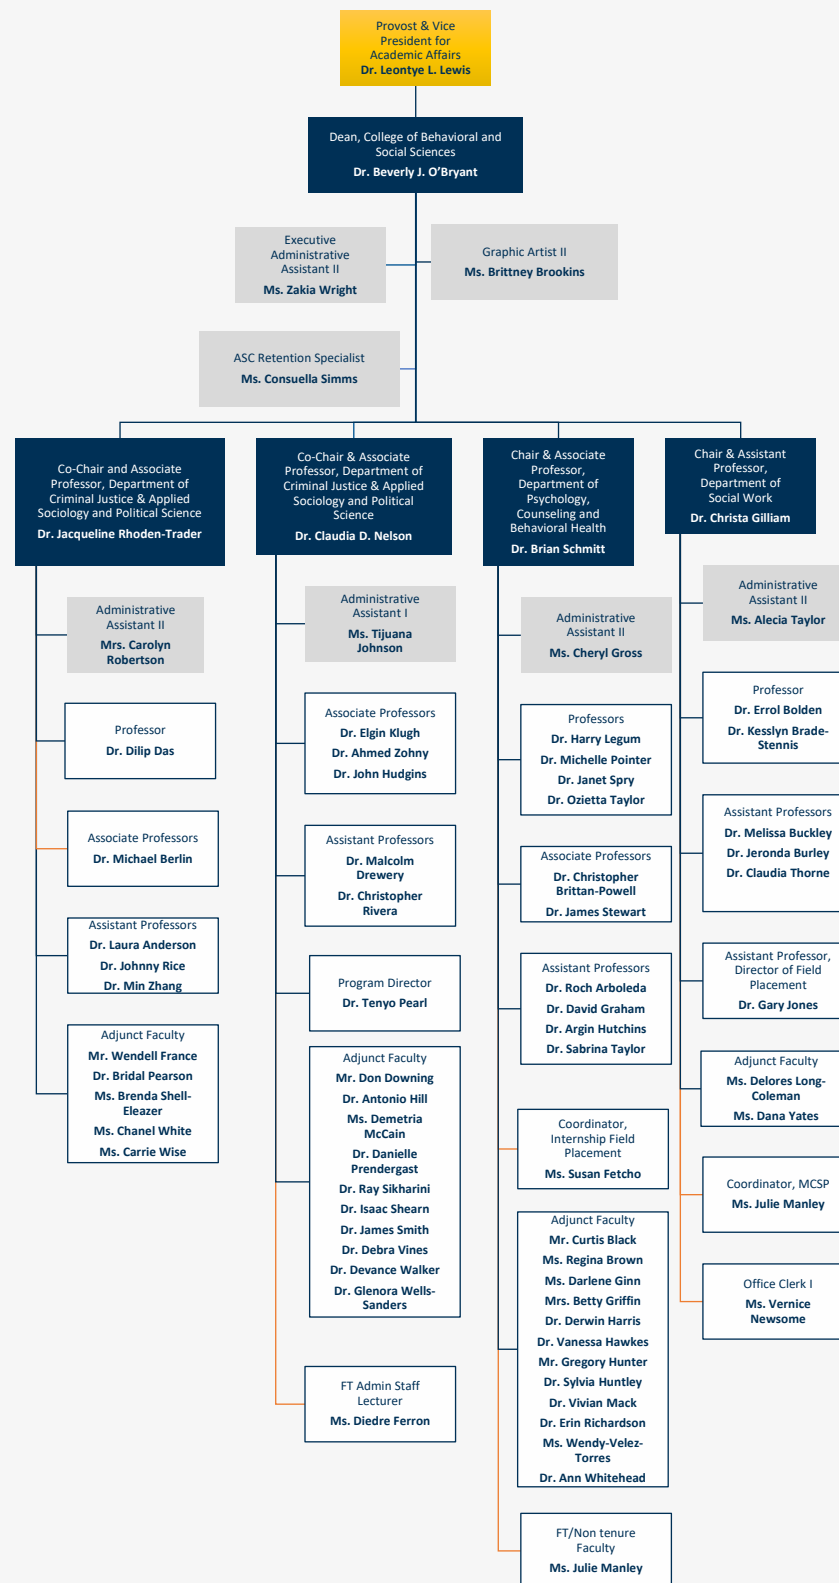 Provost & Vice
President for
Academic Affairs
Dr. Leontye L. Lewis
Dean, College of Behavioral and
Social Sciences
Dr. Beverly J. O’Bryant
Executive
Administrative
Assistant II
Ms. Zakia Wright
Graphic Artist II
Ms. Brittney Brookins
ASC Retention Specialist
Ms. Consuella Simms
Co-Chair and Associate
Professor, Department of
Criminal Justice & Applied
Sociology and Political Science
Dr. Jacqueline Rhoden-Trader
Administrative
Assistant II
Mrs. Carolyn
Robertson
Professor
Dr. Dilip Das
Associate Professors
Dr. Michael Berlin
Assistant Professors
Dr. Laura Anderson
Dr. Johnny Rice
Dr. Min Zhang
Adjunct Faculty
Mr. Wendell France
Dr. Bridal Pearson
Ms. Brenda Shell-
Eleazer
Ms. Chanel White
Ms. Carrie Wise
Co-Chair & Associate
Professor, Department of
Criminal Justice & Applied
Sociology and Political
Science
Dr. Claudia D. Nelson
Administrative
Assistant I
Ms. Tijuana
Johnson
Associate Professors
Dr. Elgin Klugh
Dr. Ahmed Zohny
Dr. John Hudgins
Assistant Professors
Dr. Malcolm
Drewery
Dr. Christopher
Rivera
Program Director
Dr. Tenyo Pearl
Adjunct Faculty
Mr. Don Downing
Dr. Antonio Hill
Ms. Demetria
McCain
Dr. Danielle
Prendergast
Dr. Ray Sikharini
Dr. Isaac Shearn
Dr. James Smith
Dr. Debra Vines
Dr. Devance Walker
Dr. Glenora Wells-
Sanders
FT Admin Staff
Lecturer
Ms. Diedre Ferron
Chair & Associate
Professor,
Department of
Psychology,
Counseling and
Behavioral Health
Dr. Brian Schmitt
Administrative
Assistant II
Ms. Cheryl Gross
Professors
Dr. Harry Legum
Dr. Michelle Pointer
Dr. Janet Spry
Dr. Ozietta Taylor
Associate Professors
Dr. Christopher
Brittan-Powell
Dr. James Stewart
Assistant Professors
Dr. Roch Arboleda
Dr. David Graham
Dr. Argin Hutchins
Dr. Sabrina Taylor
Coordinator,
Internship Field
Placement
Ms. Susan Fetcho
Adjunct Faculty
Mr. Curtis Black
Ms. Regina Brown
Ms. Darlene Ginn
Mrs. Betty Griffin
Dr. Derwin Harris
Dr. Vanessa Hawkes
Mr. Gregory Hunter
Dr. Sylvia Huntley
Dr. Vivian Mack
Dr. Erin Richardson
Ms. Wendy-Velez-
Torres
Dr. Ann Whitehead
FT/Non tenure
Faculty
Ms. Julie Manley
Chair & Assistant
Professor,
Department of
Social Work
Dr. Christa Gilliam
Administrative
Assistant II
Ms. Alecia Taylor
Professor
Dr. Errol Bolden
Dr. Kesslyn Brade-
Stennis
Assistant Professors
Dr. Melissa Buckley
Dr. Jeronda Burley
Dr. Claudia Thorne
Assistant Professor,
Director of Field
Placement
Dr. Gary Jones
Adjunct Faculty
Ms. Delores Long-
Coleman
Ms. Dana Yates
Coordinator, MCSP
Ms. Julie Manley
Office Clerk I
Ms. Vernice
Newsome